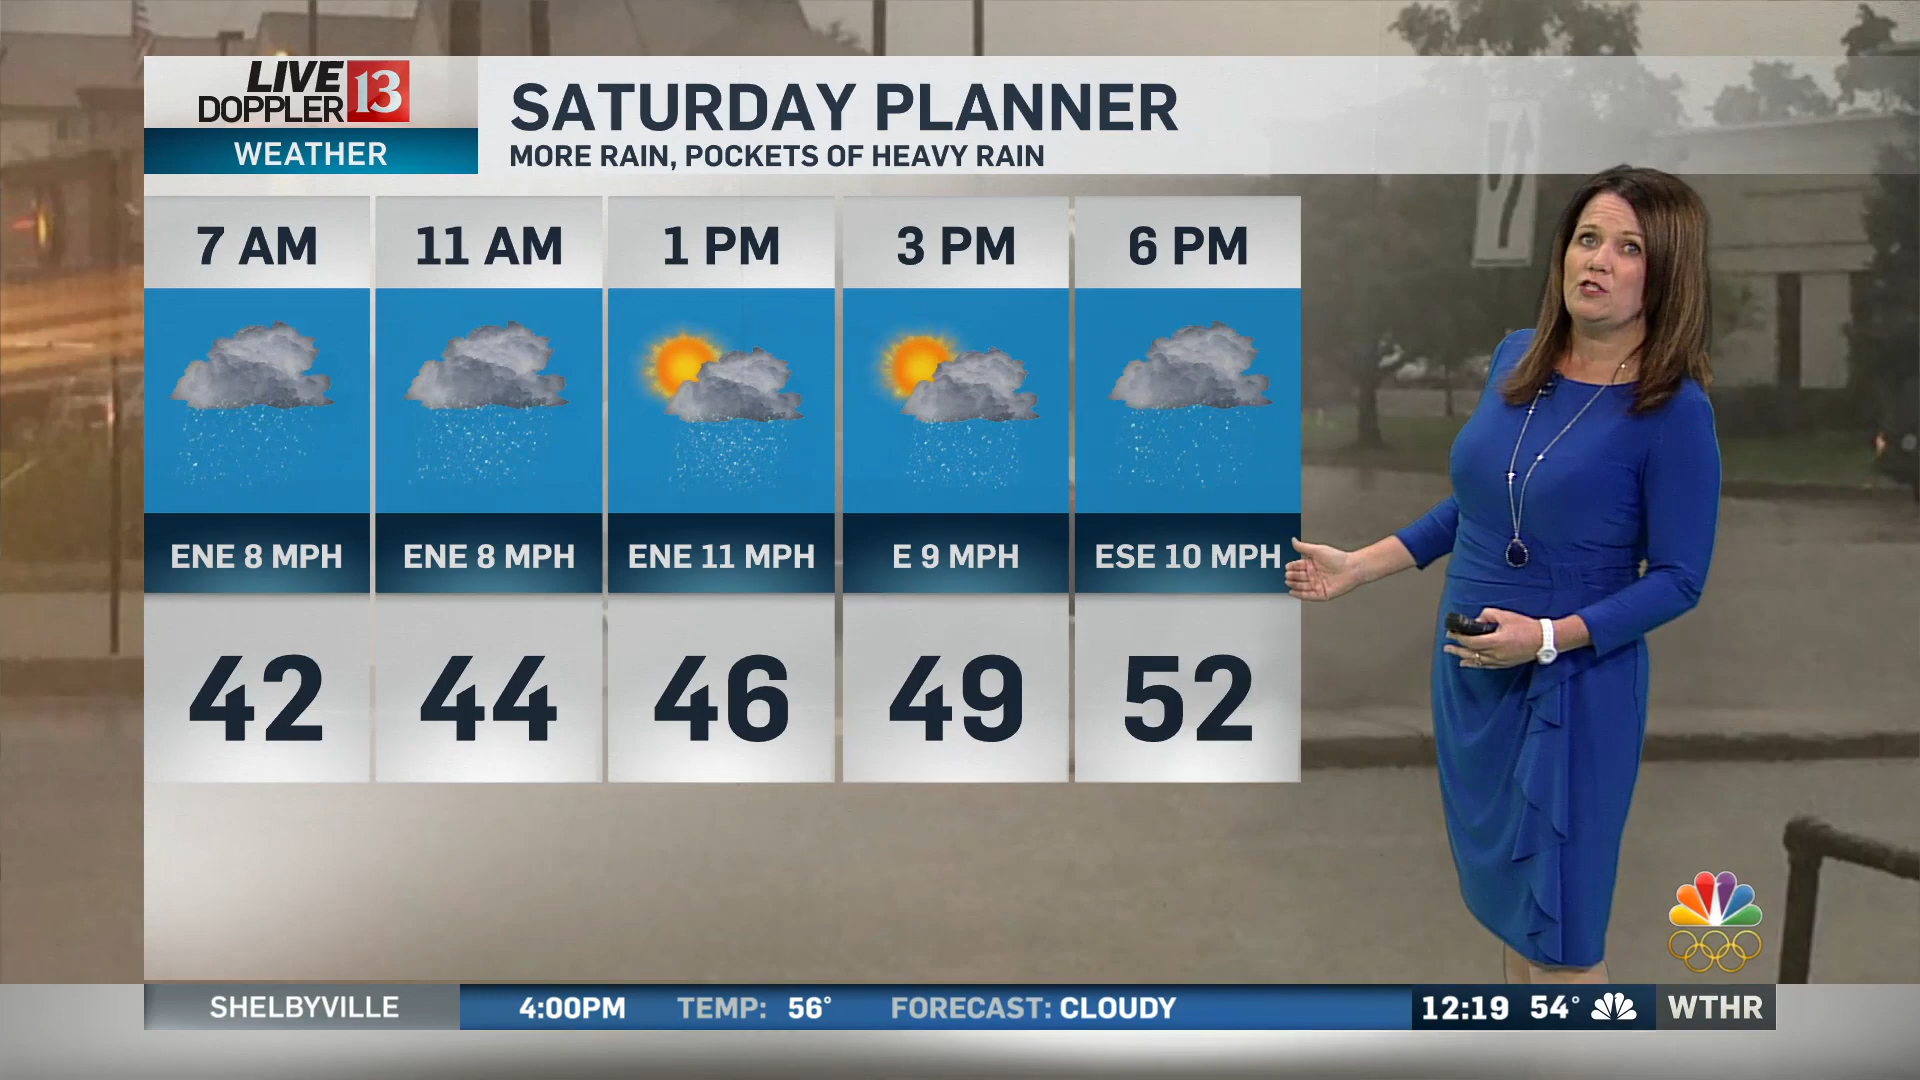 LIVE
DOPPLER 13
WEATHER
SATURDAY PLANNER
MORE RAIN, POCKETS OF HEAVY RAIN
7 AM 11 AM 1 PM 3 PM 6 PM
ENE 8 MPH ENE 8 MPH ENE 11 MPH E 9 MPH ESE 10 MPH
42 44 46 49 52
SHELBYVILLE 4:00PM TEMP: 56° FORECAST: CLOUDY 12:19 54° WTHR